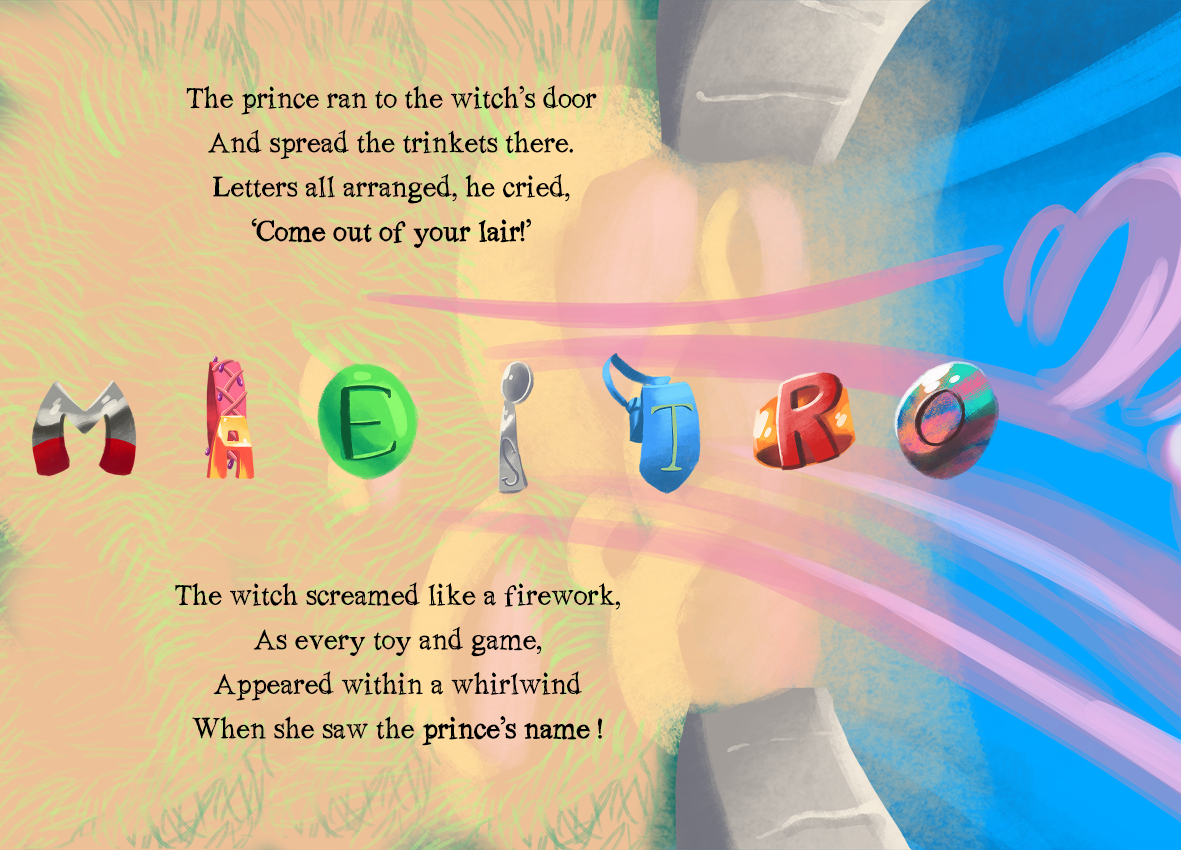 The prince ran to the witch’s door
And spread the trinkets there.
Letters all arranged, he cried,
‘Come out of your lair!’
M A E S T R O
The witch screamed like a firework,
As every toy and game,
Appeared within a whirlwind
When she saw the prince’s name !